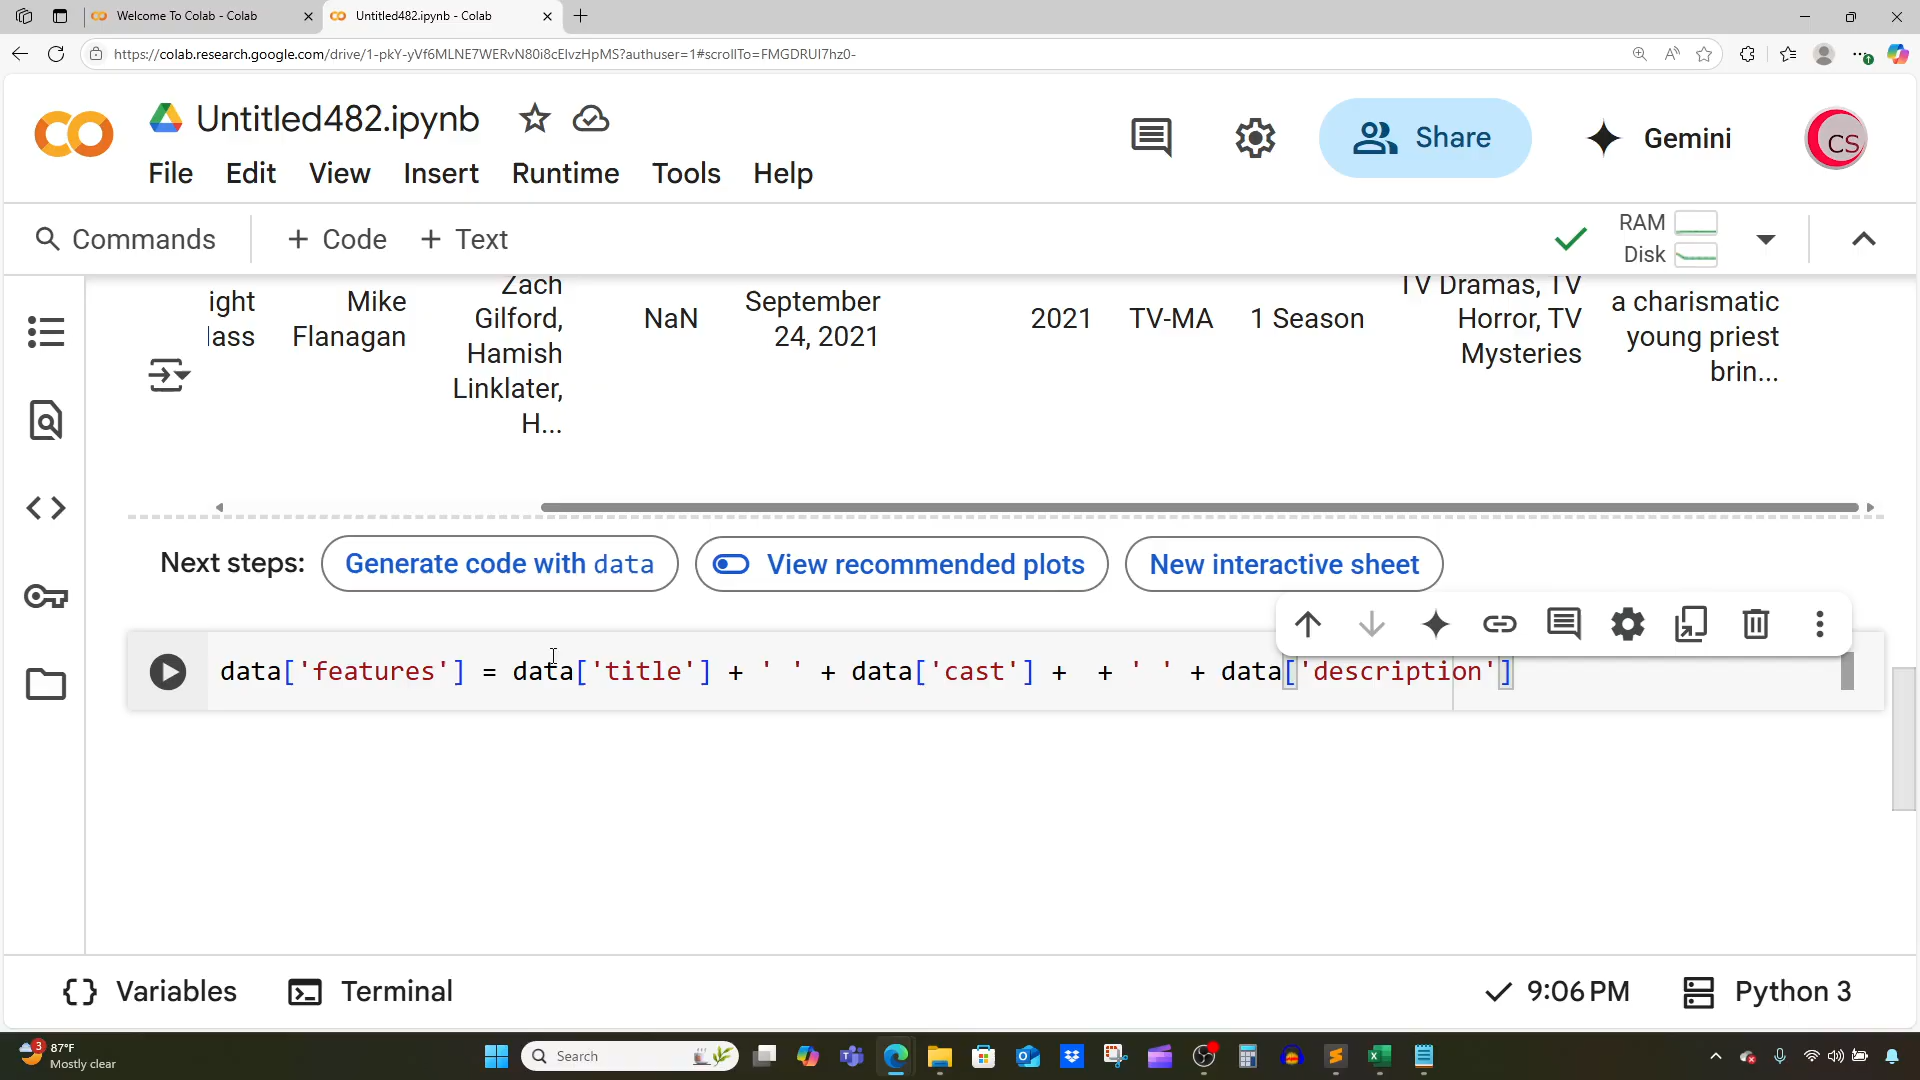 Welcome To Colab - Colab
Untitled482.ipynb - Colab
https://colab.research.google.com/drive/1-pkY-yVf6MLNE7WERvN80i8cElvzHpMS?authuser=1#scrollTo=FMGDRUI7hz0-
Untitled482.ipynb
Share
Gemini
CS
File Edit View Insert Runtime Tools Help
Commands + Code + Text
RAM
Disk
Zach
Gilford,
Hamish
Linklater,
H...
ight
lass
Mike
Flanagan
NaN
September
24, 2021
2021
TV-MA
1 Season
TV Dramas, TV
Horror, TV
Mysteries
a charismatic
young priest
brin...
Next steps: Generate code with data View recommended plots New interactive sheet
data['features'] = data['title'] + ' ' + data['cast'] +  + ' ' + data['description']
Variables Terminal 9:06 PM Python 3
3
87°F
Mostly clear
Search